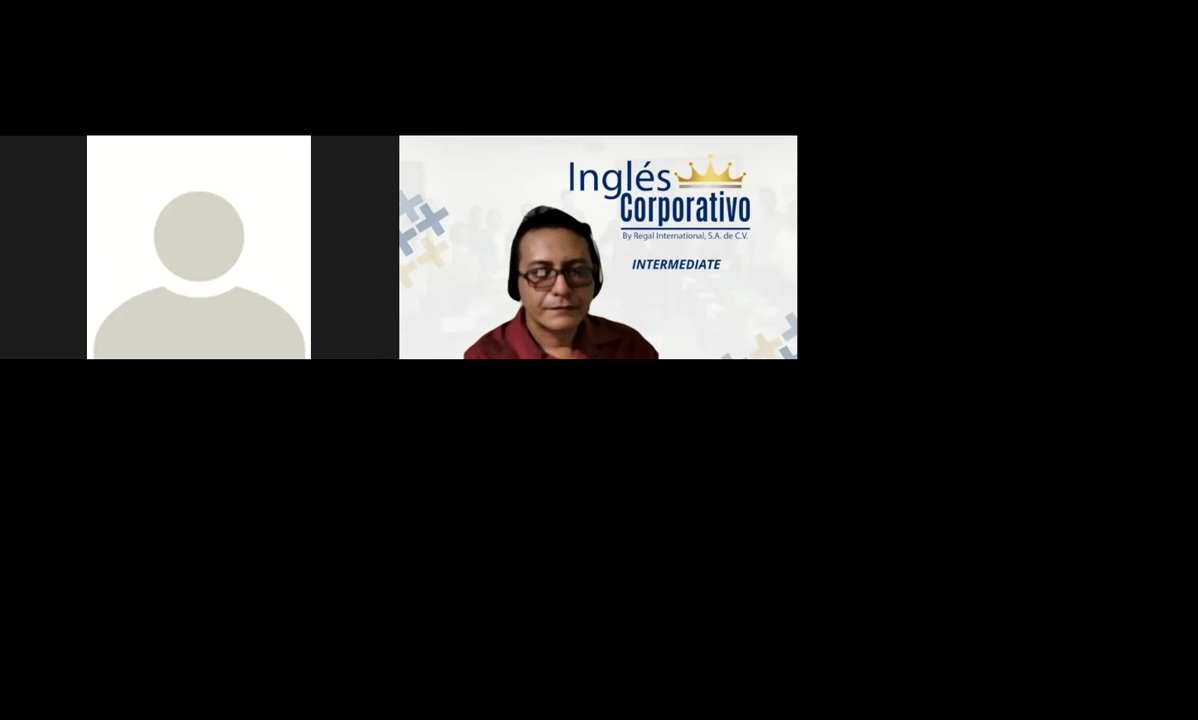 Inglés
Corporativo
By Regal International, S.A. de C.V.
INTERMEDIATE